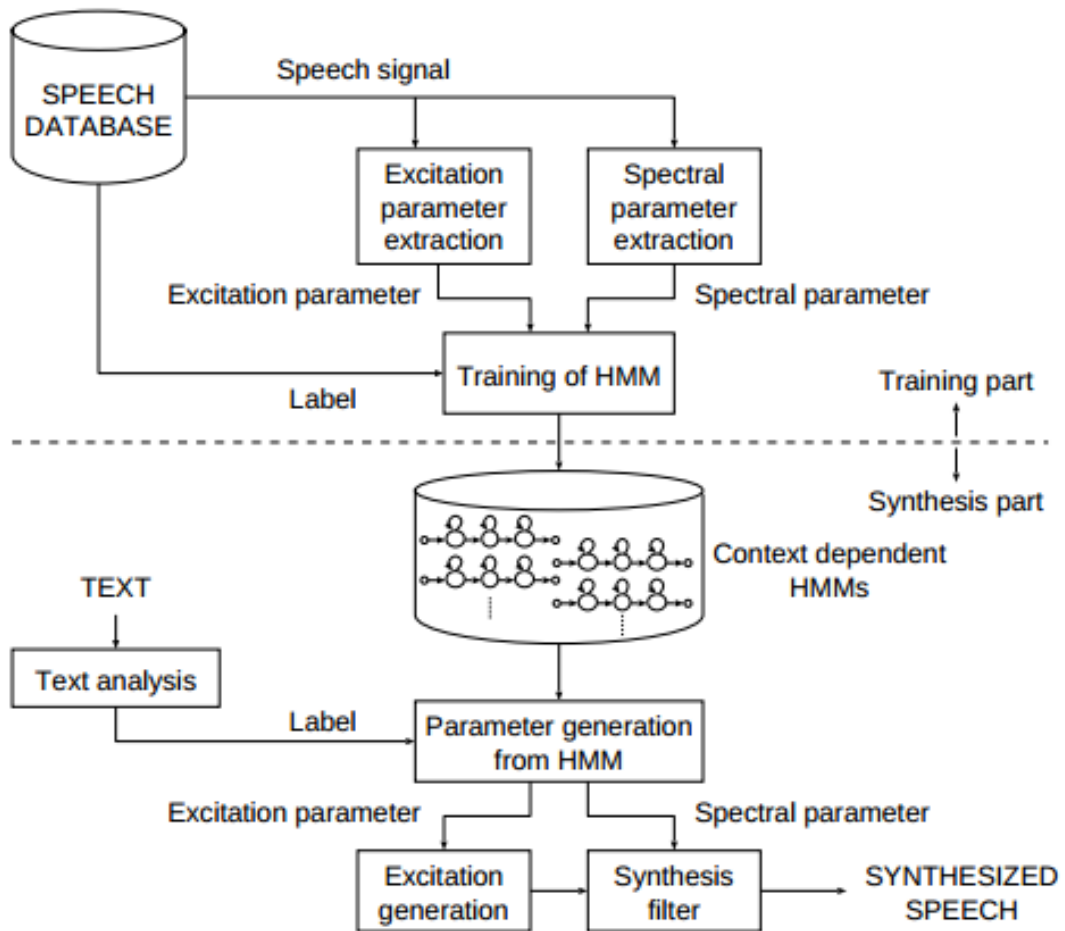 Speech signal
SPEECH
DATABASE
Excitation
parameter
extraction
Spectral
parameter
extraction
Excitation parameter
Spectral parameter
Training of HMM
Label
Training part
Synthesis part
Context dependent
HMMs
TEXT
Text analysis
Label
Parameter generation
from HMM
Excitation parameter
Spectral parameter
Excitation
generation
Synthesis
filter
SYNTHESIZED
SPEECH